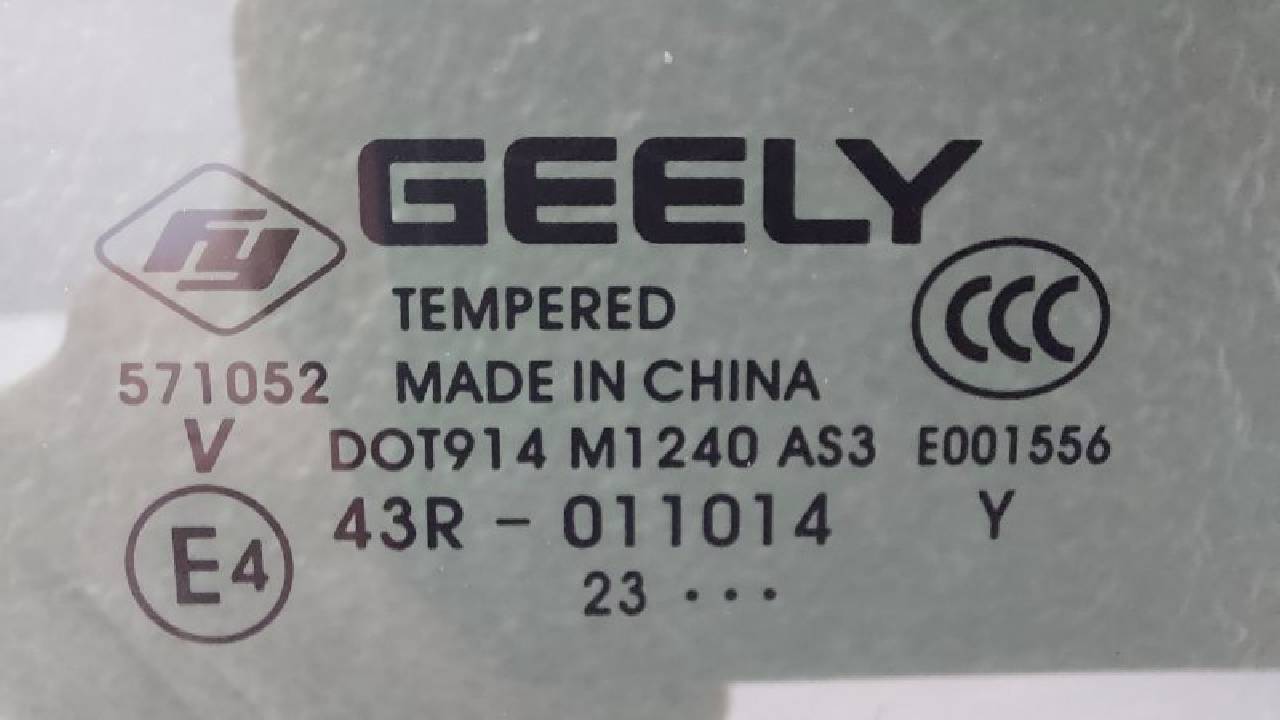 GEELY
FY
TEMPERED
CCC
571052 MADE IN CHINA
V DOT914 M1240 AS3 E001556
E4 43R - 011014 Y
23 ...